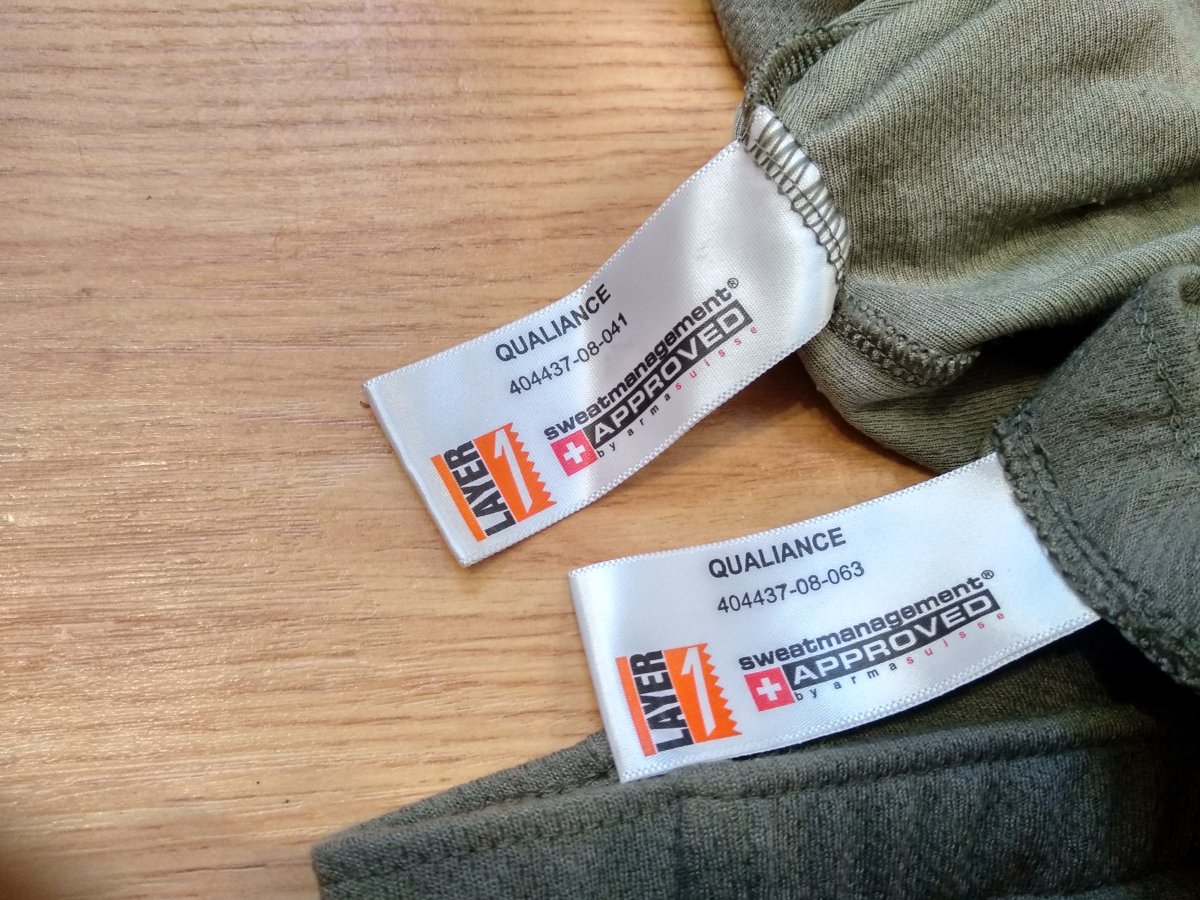 QUALIANCE
404437-08-041
sweatmanagement®
APPROVED
by armasuisse
LAYER 1
QUALIANCE
404437-08-063
sweatmanagement®
APPROVED
by armasuisse
LAYER 1